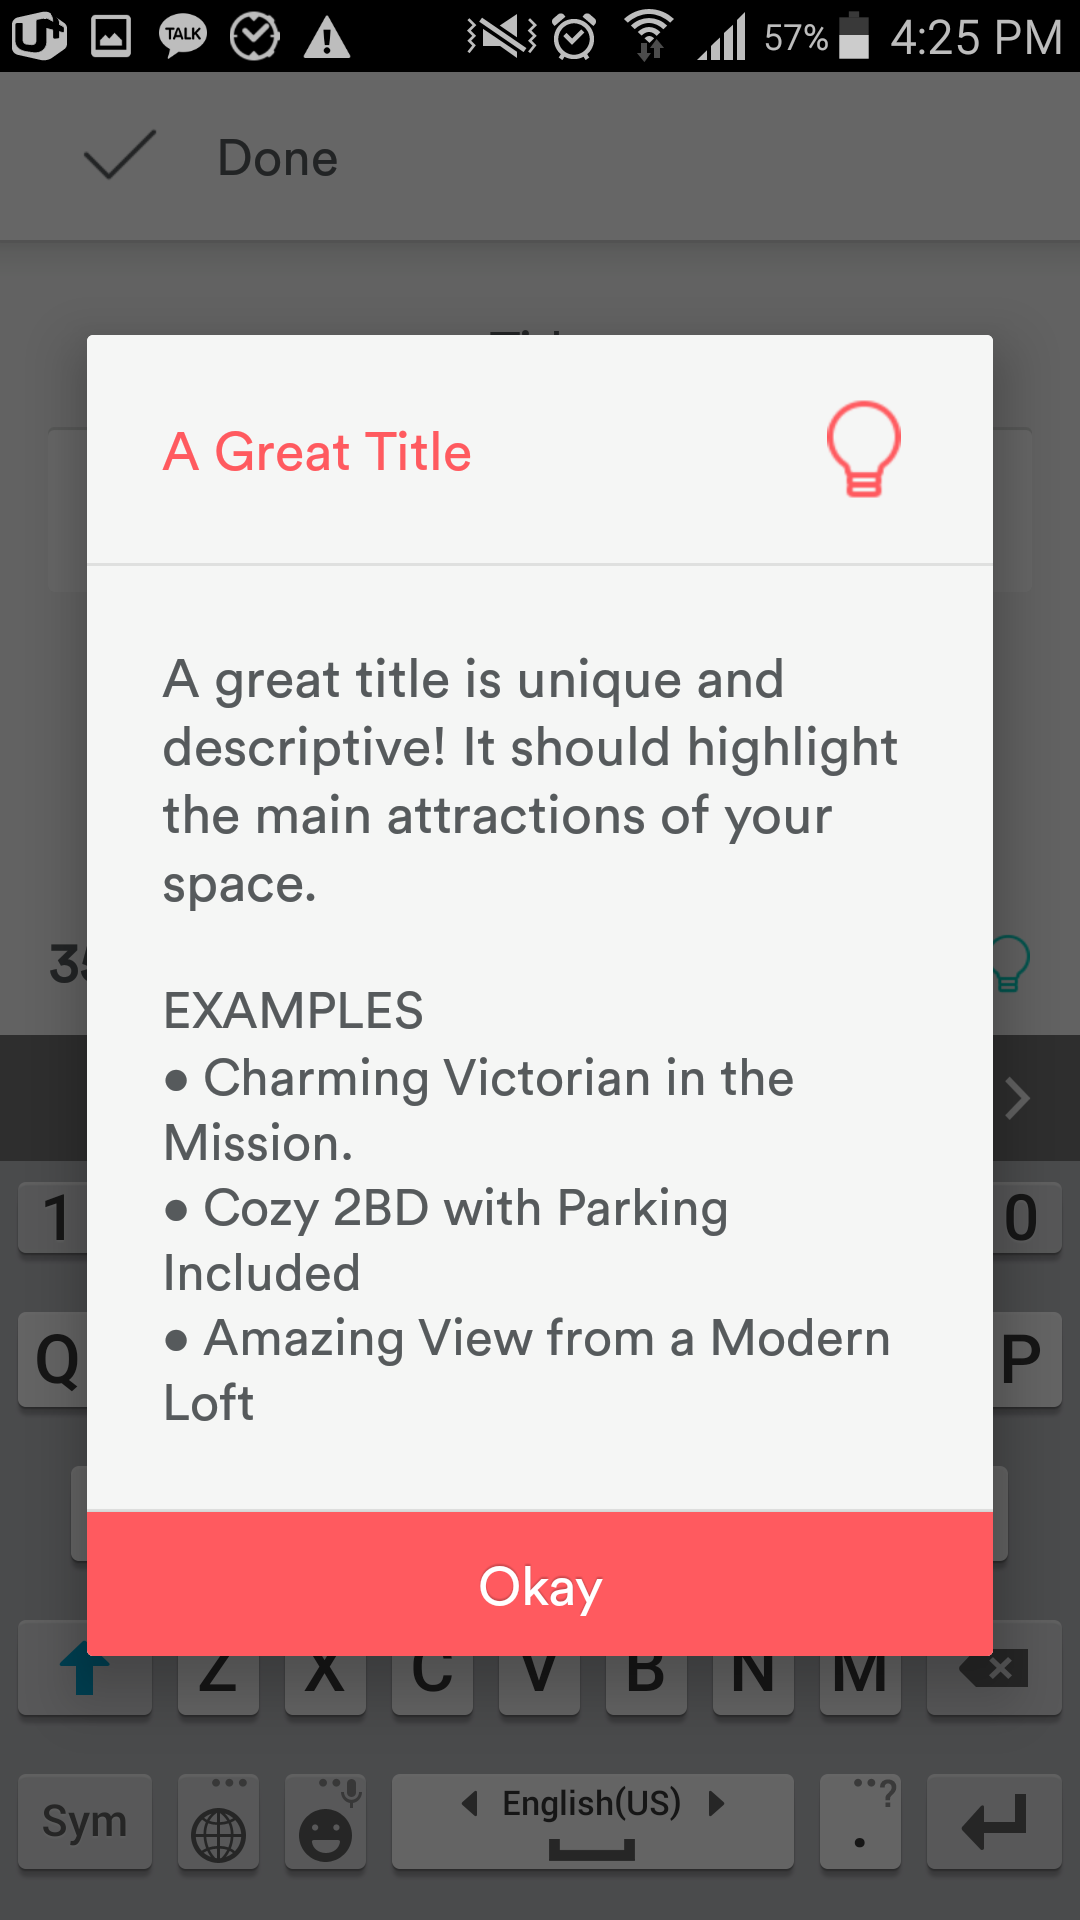 U+ TALK 57% 4:25 PM
Done
A Great Title
A great title is unique and
descriptive! It should highlight
the main attractions of your
space.
EXAMPLES
● Charming Victorian in the
Mission.
● Cozy 2BD with Parking
Included
● Amazing View from a Modern
Loft
Okay
1 0
Q P
Z X C V B N M
Sym English(US) . ?